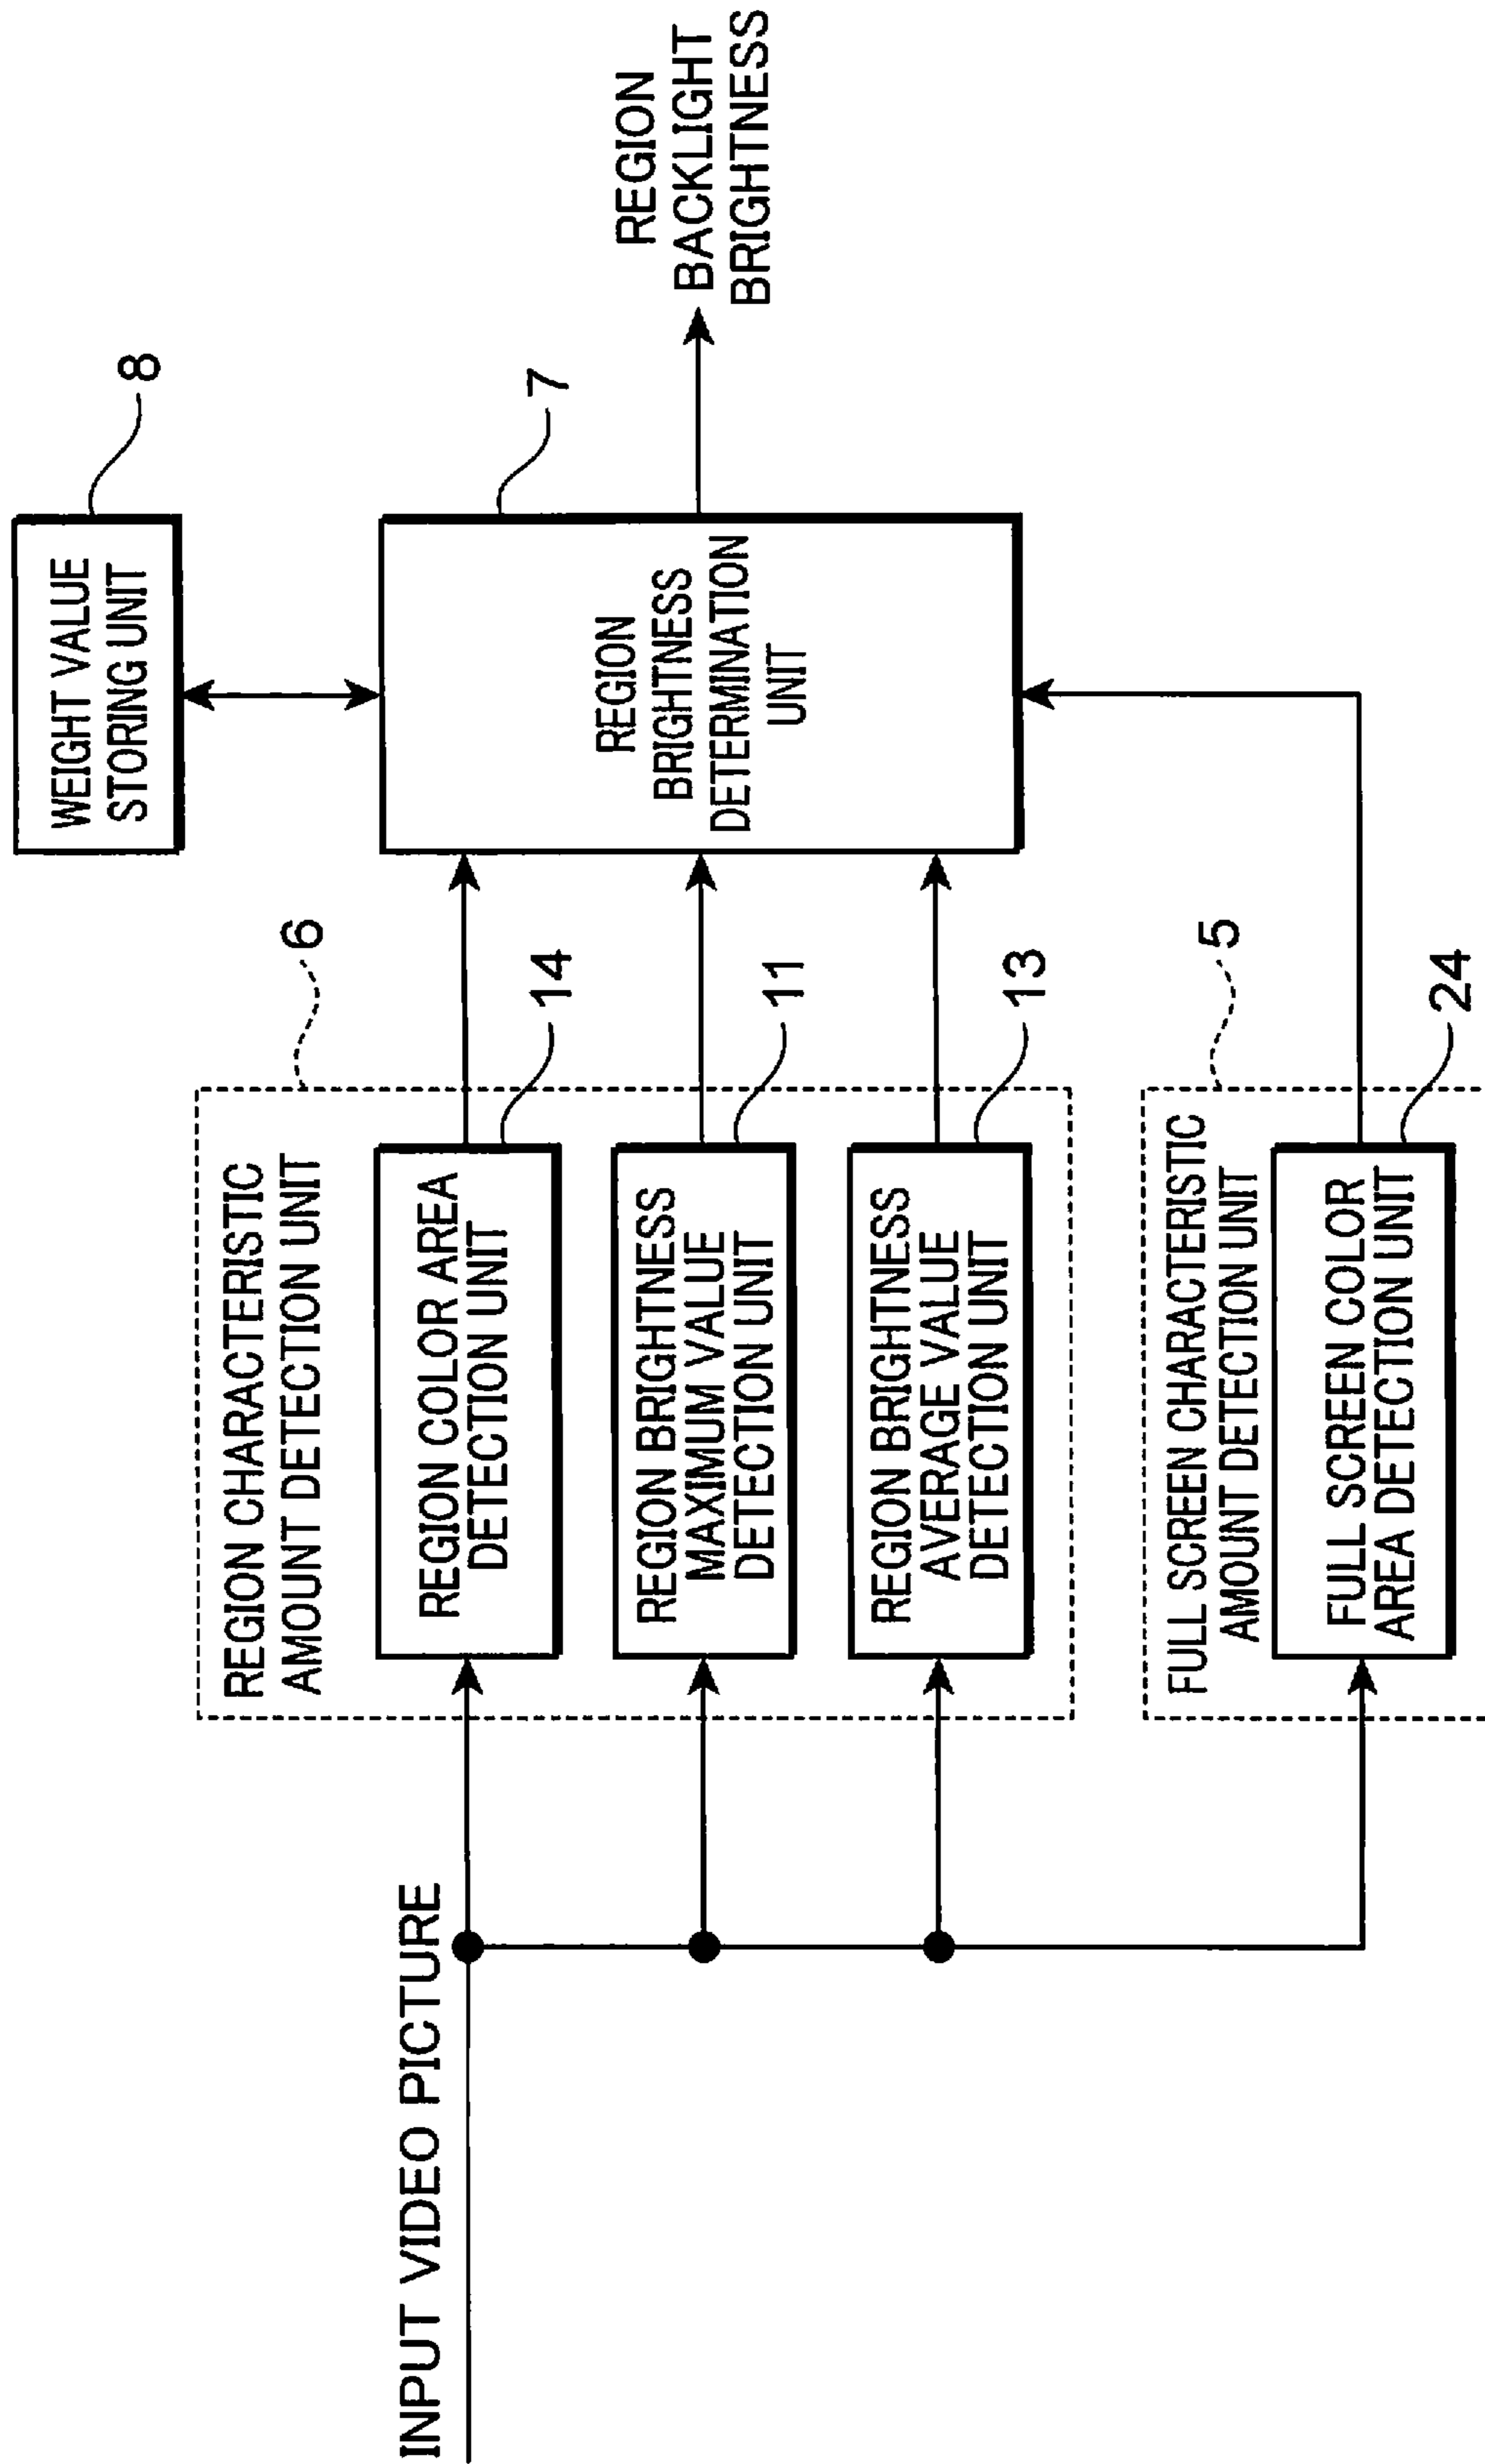 INPUT VIDEO PICTURE
6
REGION CHARACTERISTIC
AMOUNT DETECTION UNIT
REGION COLOR AREA
DETECTION UNIT
14
REGION BRIGHTNESS
MAXIMUM VALUE
DETECTION UNIT
11
REGION BRIGHTNESS
AVERAGE VALUE
DETECTION UNIT
13
5
FULL SCREEN CHARACTERISTIC
AMOUNT DETECTION UNIT
FULL SCREEN COLOR
AREA DETECTION UNIT
24
WEIGHT VALUE
STORING UNIT
8
REGION
BRIGHTNESS
DETERMINATION
UNIT
7
REGION
BACKLIGHT
BRIGHTNESS